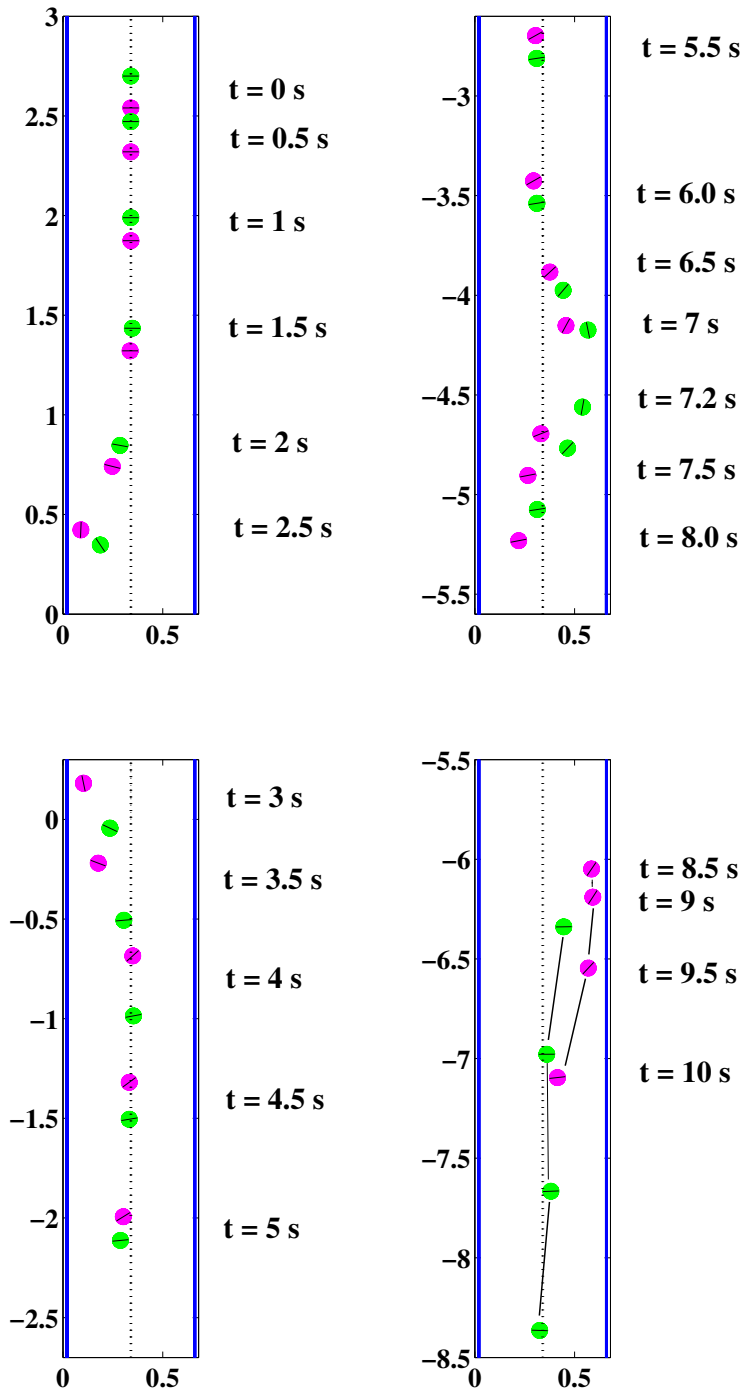 3
2.5
2
1.5
1
0.5
0
0
0.5
t = 0 s
t = 0.5 s
t = 1 s
t = 1.5 s
t = 2 s
t = 2.5 s
−3
−3.5
−4
−4.5
−5
−5.5
0
0.5
t = 5.5 s
t = 6.0 s
t = 6.5 s
t = 7 s
t = 7.2 s
t = 7.5 s
t = 8.0 s
0
−0.5
−1
−1.5
−2
−2.5
0
0.5
t = 3 s
t = 3.5 s
t = 4 s
t = 4.5 s
t = 5 s
−5.5
−6
−6.5
−7
−7.5
−8
−8.5
0
0.5
t = 8.5 s
t = 9 s
t = 9.5 s
t = 10 s